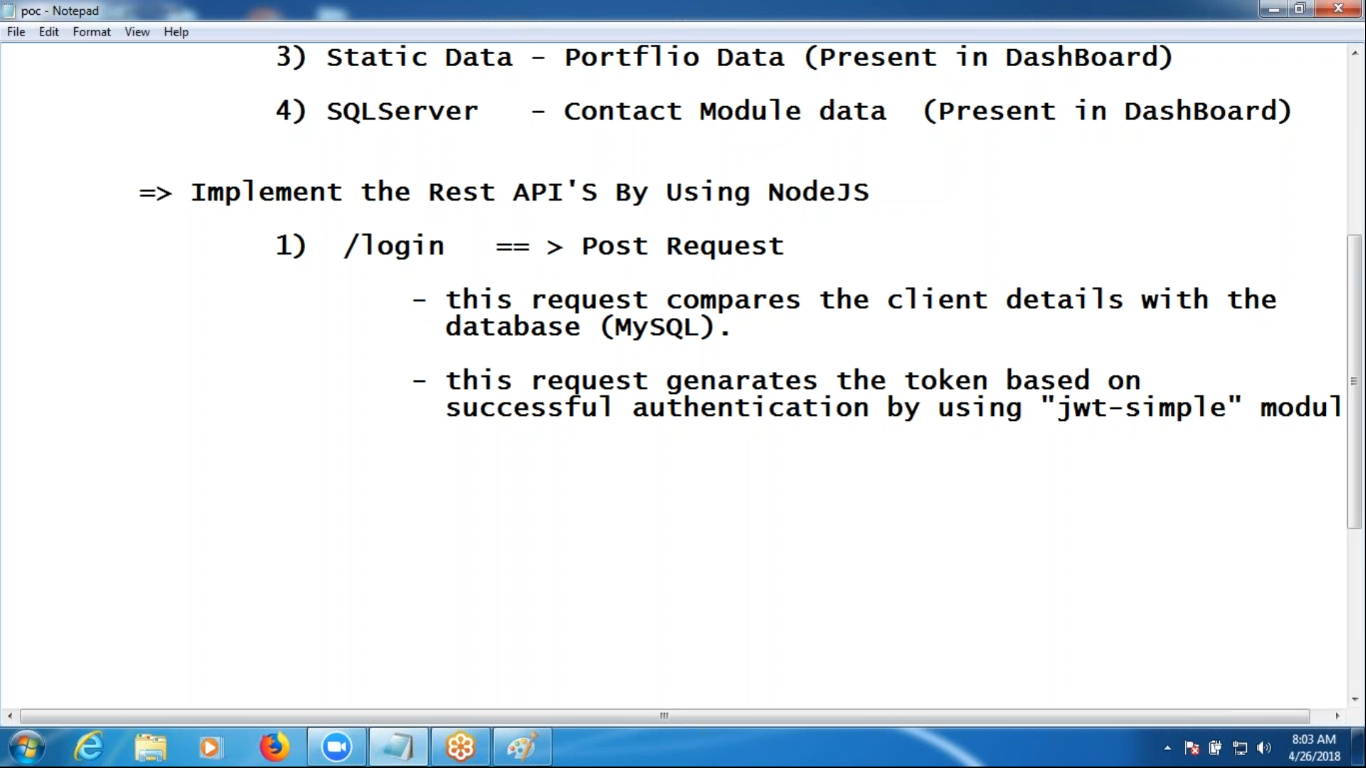 poc - Notepad
File Edit Format View Help
3) Static Data - Portflio Data (Present in DashBoard)
4) SQLServer - Contact Module data (Present in DashBoard)
=> Implement the Rest API'S By Using NodeJS
1) /login == > Post Request
- this request compares the client details with the
database (MySQL).
- this request genarates the token based on
successful authentication by using "jwt-simple" modul
8:03 AM
4/26/2018